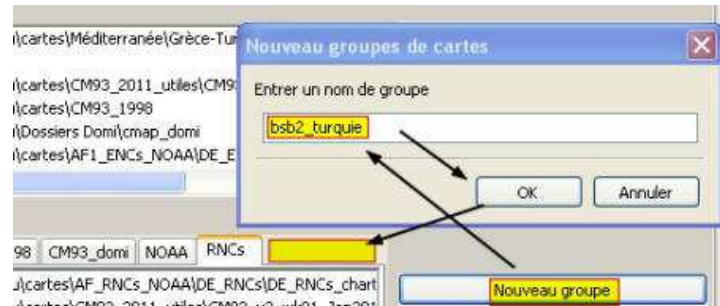 \cartes\Méditerranée\Grèce-Tur
Nouveau groupes de cartes
\cartes\CM93_2011_utiles\CM9
Entrer un nom de groupe
\cartes\CM93_1998
\Dossiers Domi\cmap_domi
bsb2_turquie
\cartes\AF1_ENCs_NOAA\DE_E
OK Annuler
98 CM93_domi NOAA RNCs
u\cartes\AF_RNCs_NOAA\DE_RNCs\DE_RNCs_chart
Nouveau groupe